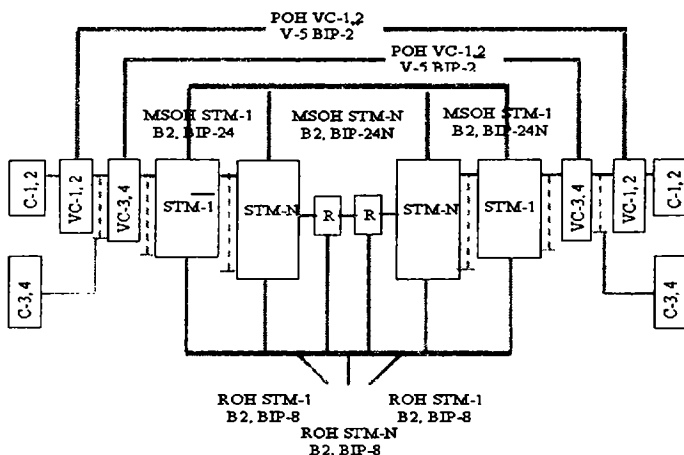 POH VC-1,2
V-5 BIP-2
POH VC-1,2
V-5 BIP-2
MSOH STM-1
B2, BIP-24
MSOH STM-N
B2, BIP-24N
MSOH STM-1
B2, BIP-24N
C-1, 2
VC-1, 2
VC-3, 4
STM-1
STM-N
R
R
STM-N
STM-1
VC-3, 4
VC-1, 2
C-1, 2
C-3, 4
C-3, 4
ROH STM-1
B2, BIP-8
ROH STM-1
B2, BIP-8
ROH STM-N
B2, BIP-8